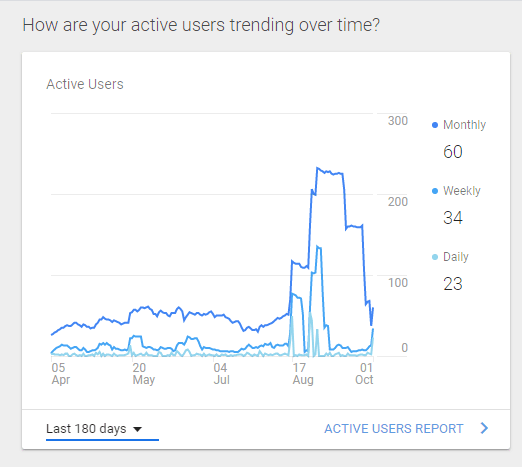 How are your active users trending over time?
Active Users
300
200
100
0
Monthly
60
Weekly
34
Daily
23
05 20 04 17 01
Apr May Jul Aug Oct
Last 180 days
ACTIVE USERS REPORT